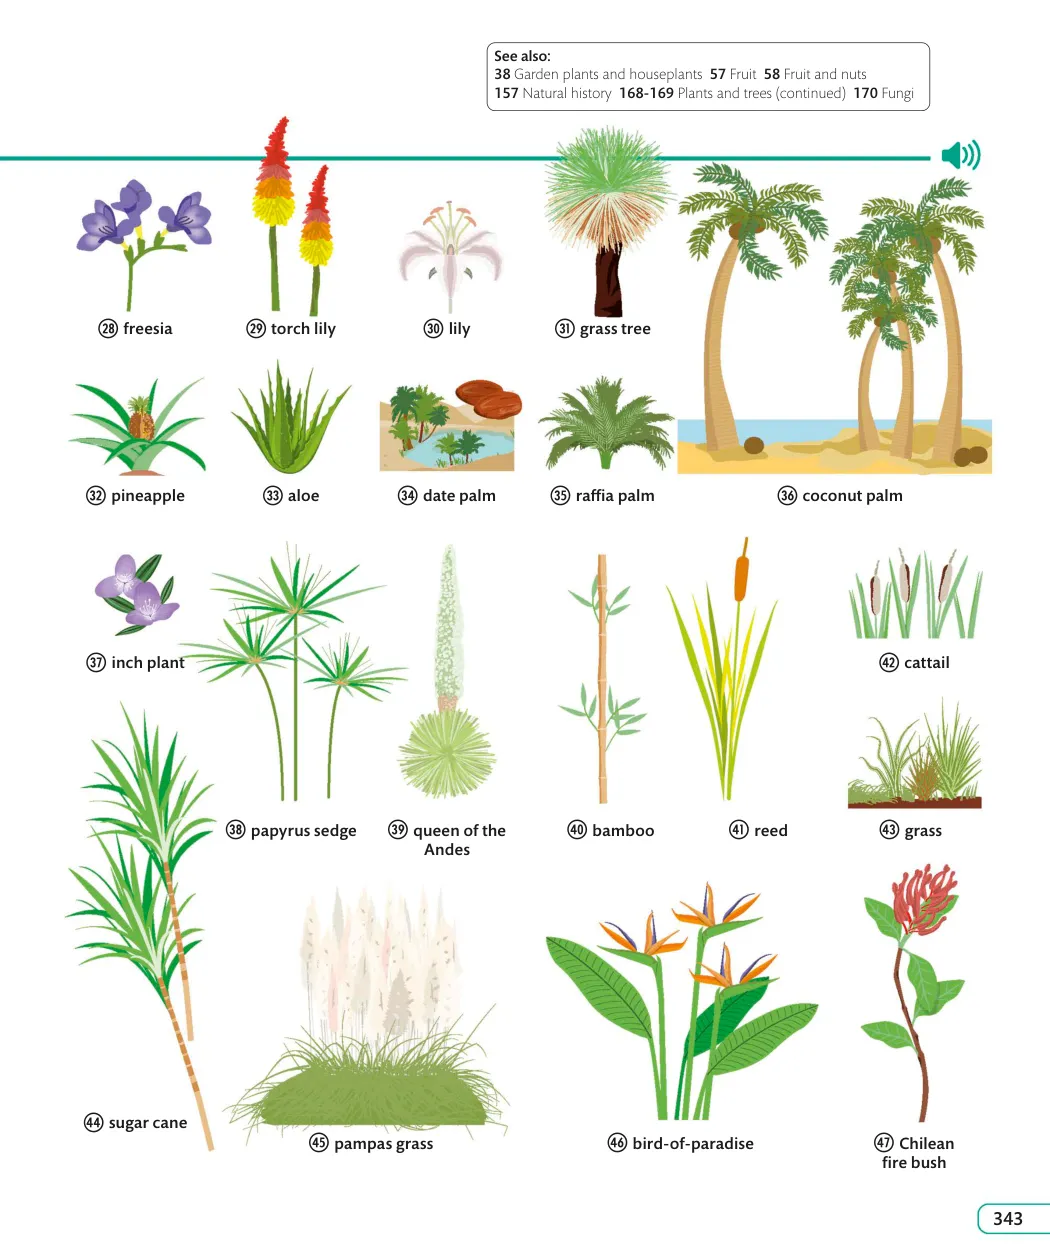 See also:
38 Garden plants and houseplants 57 Fruit 58 Fruit and nuts
157 Natural history 168-169 Plants and trees (continued) 170 Fungi
28 freesia
29 torch lily
30 lily
31 grass tree
32 pineapple
33 aloe
34 date palm
35 raffia palm
36 coconut palm
37 inch plant
42 cattail
38 papyrus sedge
39 queen of the
Andes
40 bamboo
41 reed
43 grass
44 sugar cane
45 pampas grass
46 bird-of-paradise
47 Chilean
fire bush
343